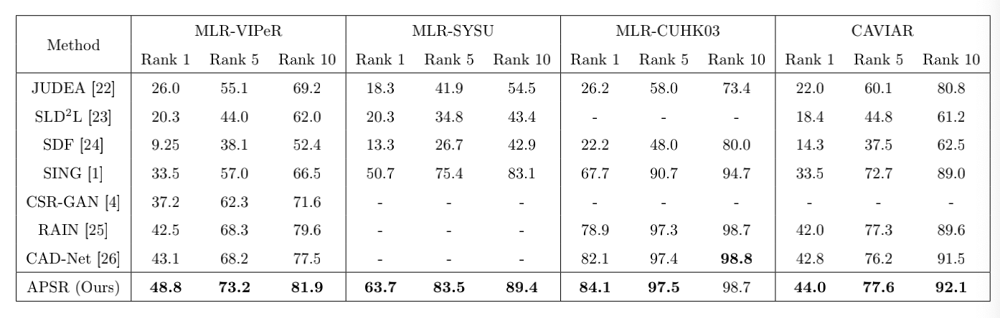 Method MLR-VIPeR MLR-SYSU MLR-CUHK03 CAVIAR
Rank 1 Rank 5 Rank 10 Rank 1 Rank 5 Rank 10 Rank 1 Rank 5 Rank 10 Rank 1 Rank 5 Rank 10
JUDEA [22] 26.0 55.1 69.2 18.3 41.9 54.5 26.2 58.0 73.4 22.0 60.1 80.8
SLD²L [23] 20.3 44.0 62.0 20.3 34.8 43.4 - - - 18.4 44.8 61.2
SDF [24] 9.25 38.1 52.4 13.3 26.7 42.9 22.2 48.0 80.0 14.3 37.5 62.5
SING [1] 33.5 57.0 66.5 50.7 75.4 83.1 67.7 90.7 94.7 33.5 72.7 89.0
CSR-GAN [4] 37.2 62.3 71.6 - - - - - - - - -
RAIN [25] 42.5 68.3 79.6 - - - 78.9 97.3 98.7 42.0 77.3 89.6
CAD-Net [26] 43.1 68.2 77.5 - - - 82.1 97.4 98.8 42.8 76.2 91.5
APSR (Ours) 48.8 73.2 81.9 63.7 83.5 89.4 84.1 97.5 98.7 44.0 77.6 92.1